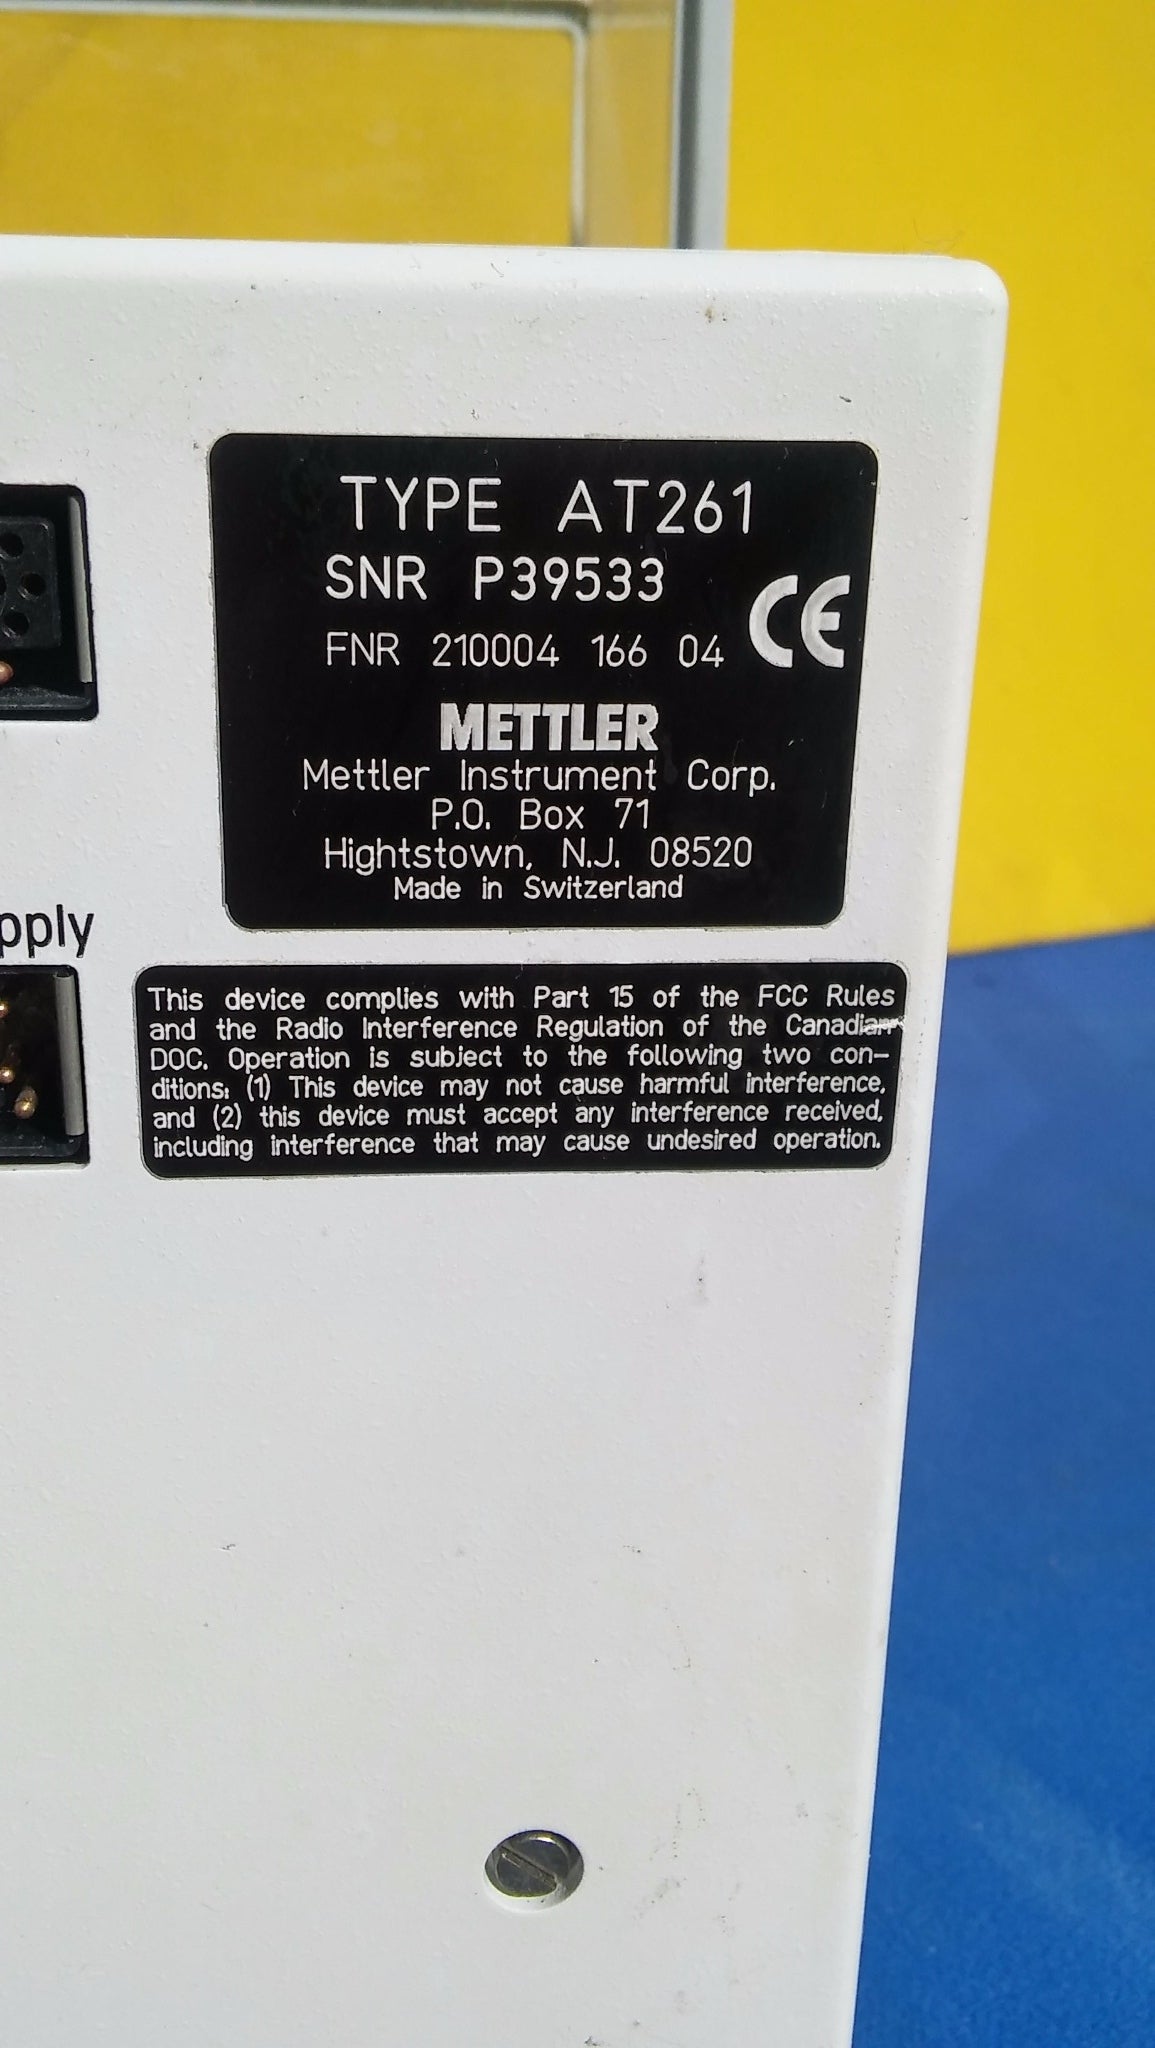 TYPE AT261
SNR P39533
FNR 210004 166 04 CE
METTLER
Mettler Instrument Corp.
P.O. Box 71
Hightstown, N.J. 08520
Made in Switzerland
pply
This device complies with Part 15 of the FCC Rules
and the Radio Interference Regulation of the Canadian
DOC. Operation is subject to the following two con-
ditions: (1) This device may not cause harmful interference,
and (2) this device must accept any interference received,
including interference that may cause undesired operation.